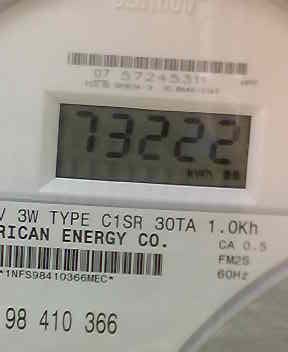 07 57245311
73222
kWh
V 3W TYPE C1SR 30TA 1.0Kh
RICAN ENERGY CO.
CA 0.5
FM2S
60Hz
*1NFS98410366MEC*
98 410 366